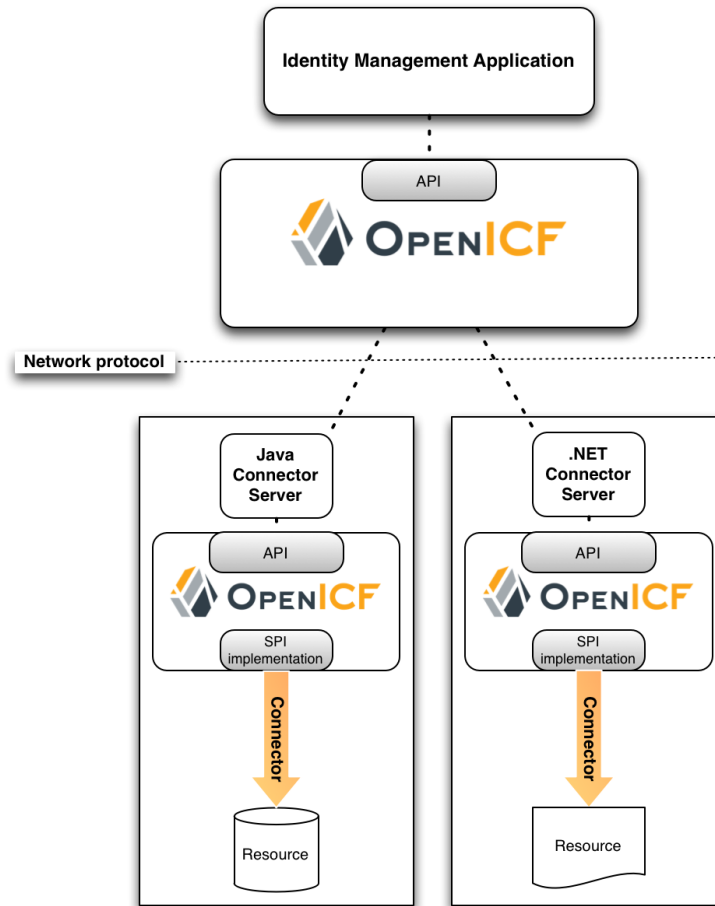 Identity Management Application
API
OPENICF
Network protocol
Java
Connector
Server
API
OPENICF
SPI
implementation
Connector
Resource
.NET
Connector
Server
API
OPENICF
SPI
implementation
Connector
Resource